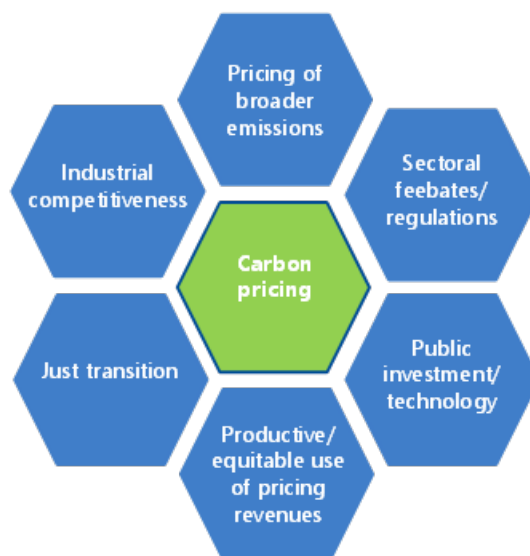 Pricing of
broader
emissions
Industrial
competitiveness
Sectoral
feebates/
regulations
Carbon
pricing
Just transition
Public
investment/
technology
Productive/
equitable use
of pricing
revenues